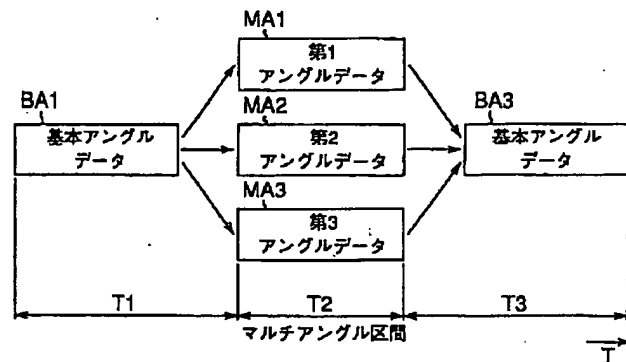 MA1
第1
アングルデータ
BA1
基本アングル
データ
MA2
第2
アングルデータ
BA3
基本アングル
データ
MA3
第3
アングルデータ
T1
T2
T3
マルチアングル区間
T